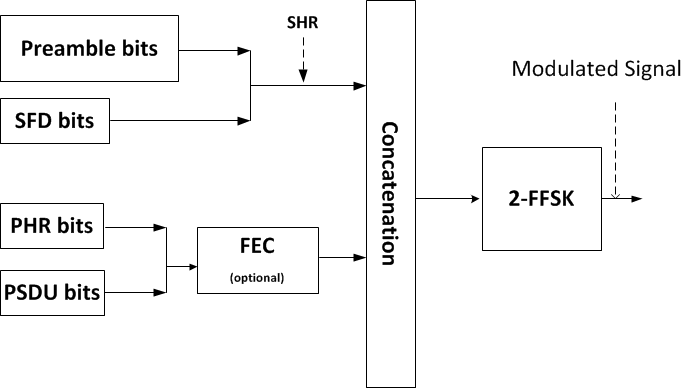 SHR
Preamble bits
SFD bits
Modulated Signal
Concatenation
2-FFSK
PHR bits
FEC
(optional)
PSDU bits